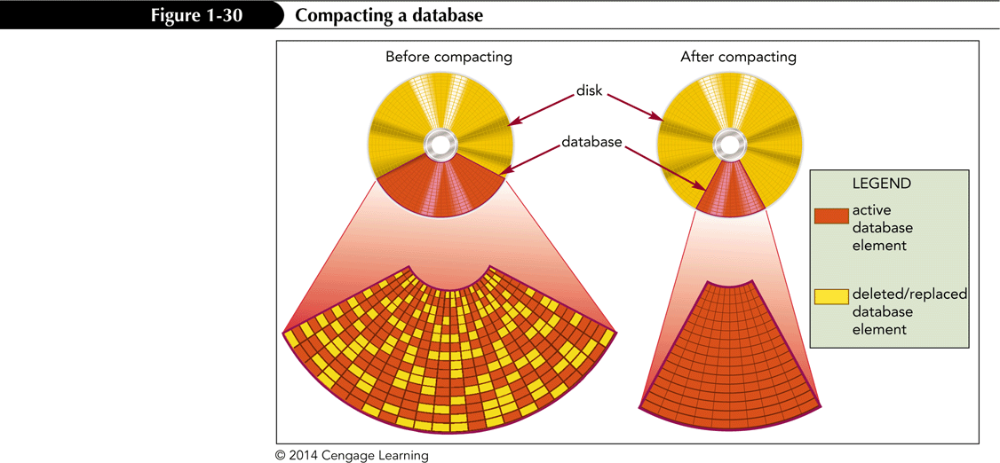 Figure 1-30
Compacting a database
Before compacting
After compacting
disk
database
LEGEND
active
database
element
deleted/replaced
database
element
© 2014 Cengage Learning